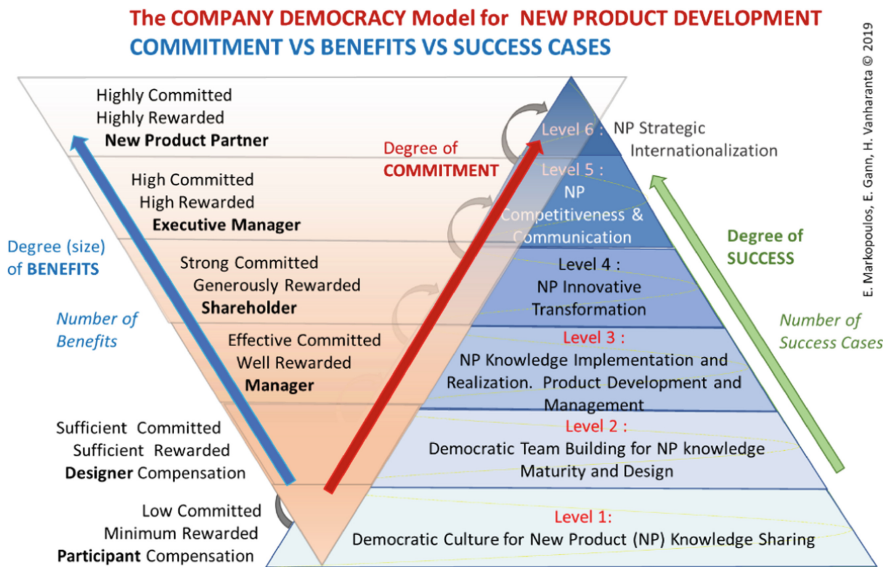 The COMPANY DEMOCRACY Model for NEW PRODUCT DEVELOPMENT
COMMITMENT VS BENEFITS VS SUCCESS CASES
E. Markopoulos, E. Gann, H. Vanharanta © 2019
Highly Committed
Highly Rewarded
New Product Partner
High Committed
High Rewarded
Executive Manager
Strong Committed
Generously Rewarded
Shareholder
Effective Committed
Well Rewarded
Manager
Sufficient Committed
Sufficient Rewarded
Designer Compensation
Low Committed
Minimum Rewarded
Participant Compensation
Degree (size)
of BENEFITS
Number of
Benefits
Degree of
COMMITMENT
Level 6 : NP Strategic
Internationalization
Level 5 :
NP
Competitiveness &
Communication
Level 4 :
NP Innovative
Transformation
Level 3 :
NP Knowledge Implementation and
Realization. Product Development and
Management
Level 2 :
Democratic Team Building for NP knowledge
Maturity and Design
Level 1:
Democratic Culture for New Product (NP) Knowledge Sharing
Degree of
SUCCESS
Number of
Success Cases